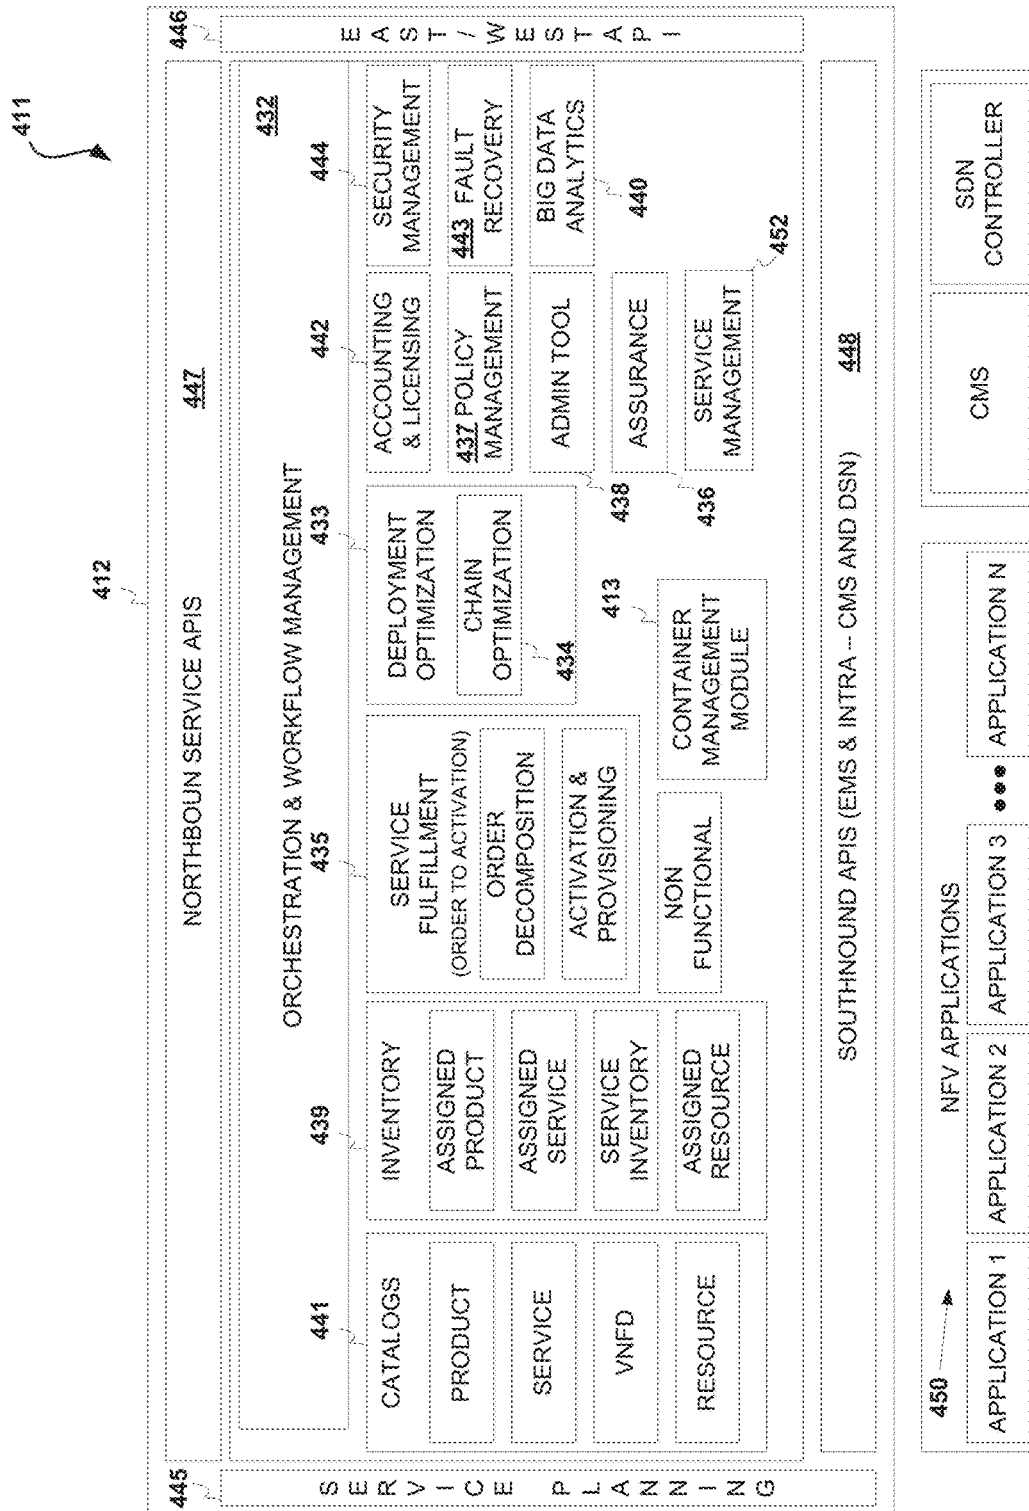 411
412
445
446
NORTHBOUN SERVICE APIS
447
SERVICE PLANNING
EAST/WEST API
ORCHESTRATION & WORKFLOW MANAGEMENT
432
441
439
435
433
442
444
CATALOGS
PRODUCT
SERVICE
VNFD
RESOURCE
INVENTORY
ASSIGNED
PRODUCT
ASSIGNED
SERVICE
SERVICE
INVENTORY
ASSIGNED
RESOURCE
SERVICE
FULFILLMENT
(ORDER TO ACTIVATION)
ORDER
DECOMPOSITION
ACTIVATION &
PROVISIONING
NON
FUNCTIONAL
DEPLOYMENT
OPTIMIZATION
CHAIN
OPTIMIZATION
434
413
CONTAINER
MANAGEMENT
MODULE
ACCOUNTING
& LICENSING
437 POLICY
MANAGEMENT
ADMIN TOOL
438
ASSURANCE
436
SERVICE
MANAGEMENT
452
SECURITY
MANAGEMENT
443 FAULT
RECOVERY
BIG DATA
ANALYTICS
440
SOUTHNOUND APIS (EMS & INTRA – CMS AND DSN)
448
450
NFV APPLICATIONS
APPLICATION 1
APPLICATION 2
APPLICATION 3
●●●
APPLICATION N
CMS
SDN
CONTROLLER